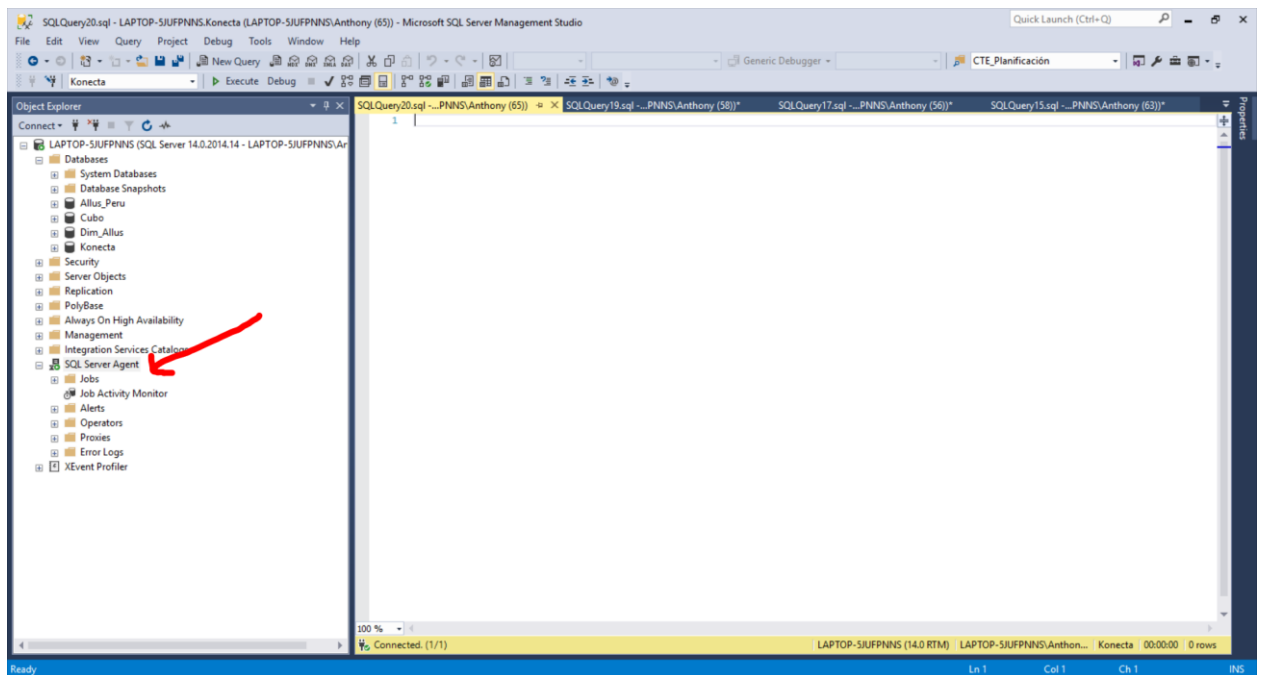 SQLQuery20.sql - LAPTOP-5JUFPNNS.Konecta (LAPTOP-5JUFPNNS\Anthony (65)) - Microsoft SQL Server Management Studio
Quick Launch (Ctrl+Q)
File Edit View Query Project Debug Tools Window Help
New Query Generic Debugger CTE_Planificación
Konecta Execute Debug
Object Explorer
SQLQuery20.sql -...PNNS\Anthony (65)) SQLQuery19.sql -...PNNS\Anthony (58))* SQLQuery17.sql -...PNNS\Anthony (56))* SQLQuery15.sql -...PNNS\Anthony (63))*
Properties
Connect
1
LAPTOP-5JUFPNNS (SQL Server 14.0.2014.14 - LAPTOP-5JUFPNNS\Ar
Databases
System Databases
Database Snapshots
Allus_Peru
Cubo
Dim_Allus
Konecta
Security
Server Objects
Replication
PolyBase
Always On High Availability
Management
Integration Services Catalogs
SQL Server Agent
Jobs
Job Activity Monitor
Alerts
Operators
Proxies
Error Logs
XEvent Profiler
100 %
Connected. (1/1) LAPTOP-5JUFPNNS (14.0 RTM) LAPTOP-5JUFPNNS\Anthon... Konecta 00:00:00 0 rows
Ready Ln 1 Col 1 Ch 1 INS